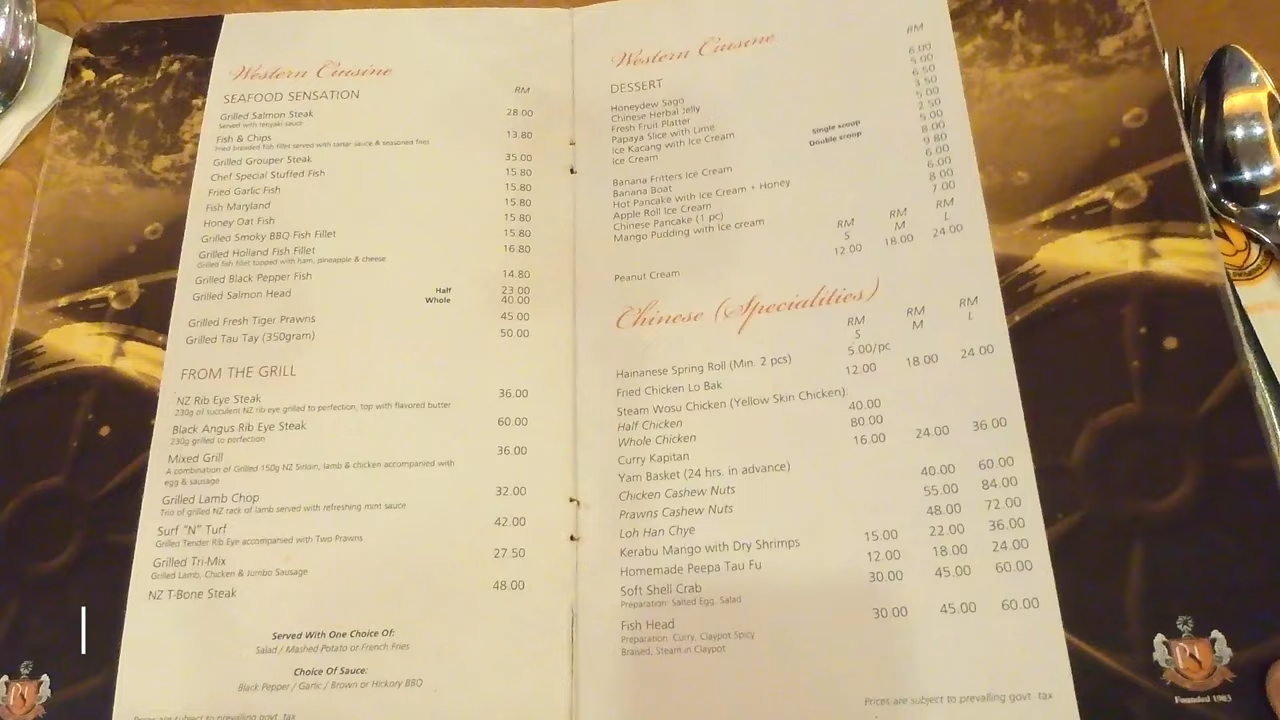 Western Cuisine
SEAFOOD SENSATION RM
Grilled Salmon Steak 28.00
Served with teriyaki sauce
Fish & Chips 13.80
Fried breaded fish fillet served with tartar sauce & seasoned fries
Grilled Grouper Steak 35.00
Chef Special Stuffed Fish 15.80
Fried Garlic Fish 15.80
Fish Maryland 15.80
Honey Oat Fish 15.80
Grilled Smoky BBQ Fish Fillet 15.80
Grilled Holland Fish Fillet 16.80
Grilled fish fillet topped with ham, pineapple & cheese
Grilled Black Pepper Fish 14.80
Grilled Salmon Head Half 23.00
Whole 40.00
Grilled Fresh Tiger Prawns 45.00
Grilled Tau Tay (350gram) 50.00
FROM THE GRILL
NZ Rib Eye Steak 36.00
230g of succulent NZ rib eye grilled to perfection, top with flavored butter
Black Angus Rib Eye Steak 60.00
230g grilled to perfection
Mixed Grill 36.00
A combination of Grilled 150g NZ Sirloin, lamb & chicken accompanied with
egg & sausage
Grilled Lamb Chop 32.00
Trio of grilled NZ rack of lamb served with refreshing mint sauce
Surf "N" Turf 42.00
Grilled Tender Rib Eye accompanied with Two Prawns
Grilled Tri-Mix 27.50
Grilled Lamb, Chicken & Jumbo Sausage
NZ T-Bone Steak 48.00
Served With One Choice Of:
Salad / Mashed Potato or French Fries
Choice Of Sauce:
Black Pepper / Garlic / Brown or Hickory BBQ
Prices are subject to prevailing govt. tax
Western Cuisine RM
DESSERT
Honeydew Sago 6.00
Chinese Herbal Jelly 5.00
Fresh Fruit Platter 6.50
Papaya Slice with Lime 3.50
Ice Kacang with Ice Cream 5.00
Ice Cream Single scoop 2.50
Double scoop 5.00
Banana Fritters Ice Cream 8.00
Banana Boat 9.80
Hot Pancake with Ice Cream + Honey 6.00
Apple Roll Ice Cream 6.00
Chinese Pancake (1 pc) 8.00
Mango Pudding with Ice cream 7.00
RM RM RM
S M L
Peanut Cream 12.00 18.00 24.00
Chinese (Specialities)
RM RM RM
S M L
Hainanese Spring Roll (Min. 2 pcs) 5.00/pc
Fried Chicken Lo Bak 12.00 18.00 24.00
Steam Wosu Chicken (Yellow Skin Chicken):
Half Chicken 40.00
Whole Chicken 80.00
Curry Kapitan 16.00 24.00 36.00
Yam Basket (24 hrs. in advance)
Chicken Cashew Nuts 40.00 60.00
Prawns Cashew Nuts 55.00 84.00
Loh Han Chye 48.00 72.00
Kerabu Mango with Dry Shrimps 15.00 22.00 36.00
Homemade Peepa Tau Fu 12.00 18.00 24.00
Soft Shell Crab 30.00 45.00 60.00
Preparation: Salted Egg, Salad
Fish Head 30.00 45.00 60.00
Preparation: Curry, Claypot Spicy
Braised, Steam in Claypot
Prices are subject to prevailing govt. tax
Founded 1903